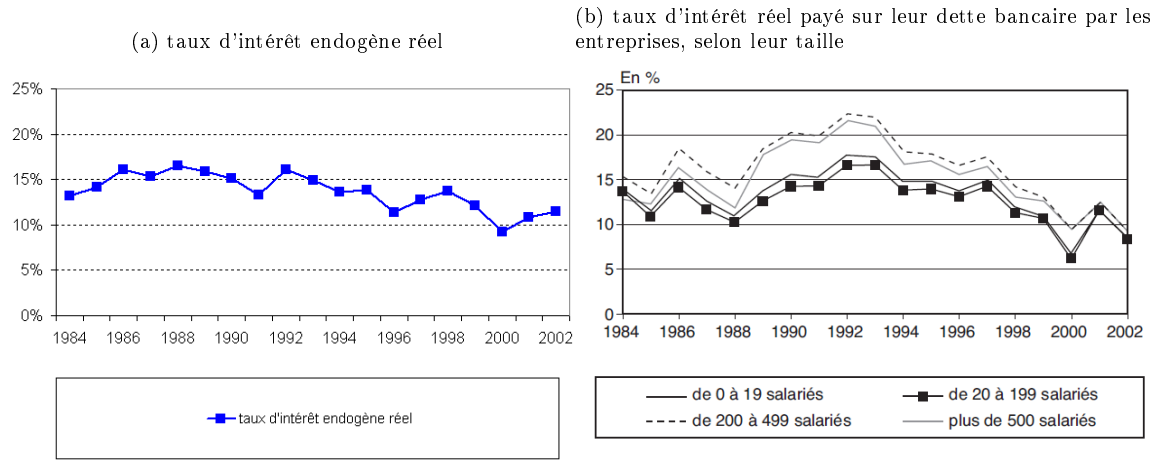 (a) taux d'intérêt endogène réel
25%
20%
15%
10%
5%
0%
1984 1986 1988 1990 1992 1994 1996 1998 2000 2002
taux d'intérêt endogène réel
(b) taux d'intérêt réel payé sur leur dette bancaire par les
entreprises, selon leur taille
En %
25
20
15
10
5
0
1984 1986 1988 1990 1992 1994 1996 1998 2000 2002
de 0 à 19 salariés de 20 à 199 salariés
de 200 à 499 salariés plus de 500 salariés